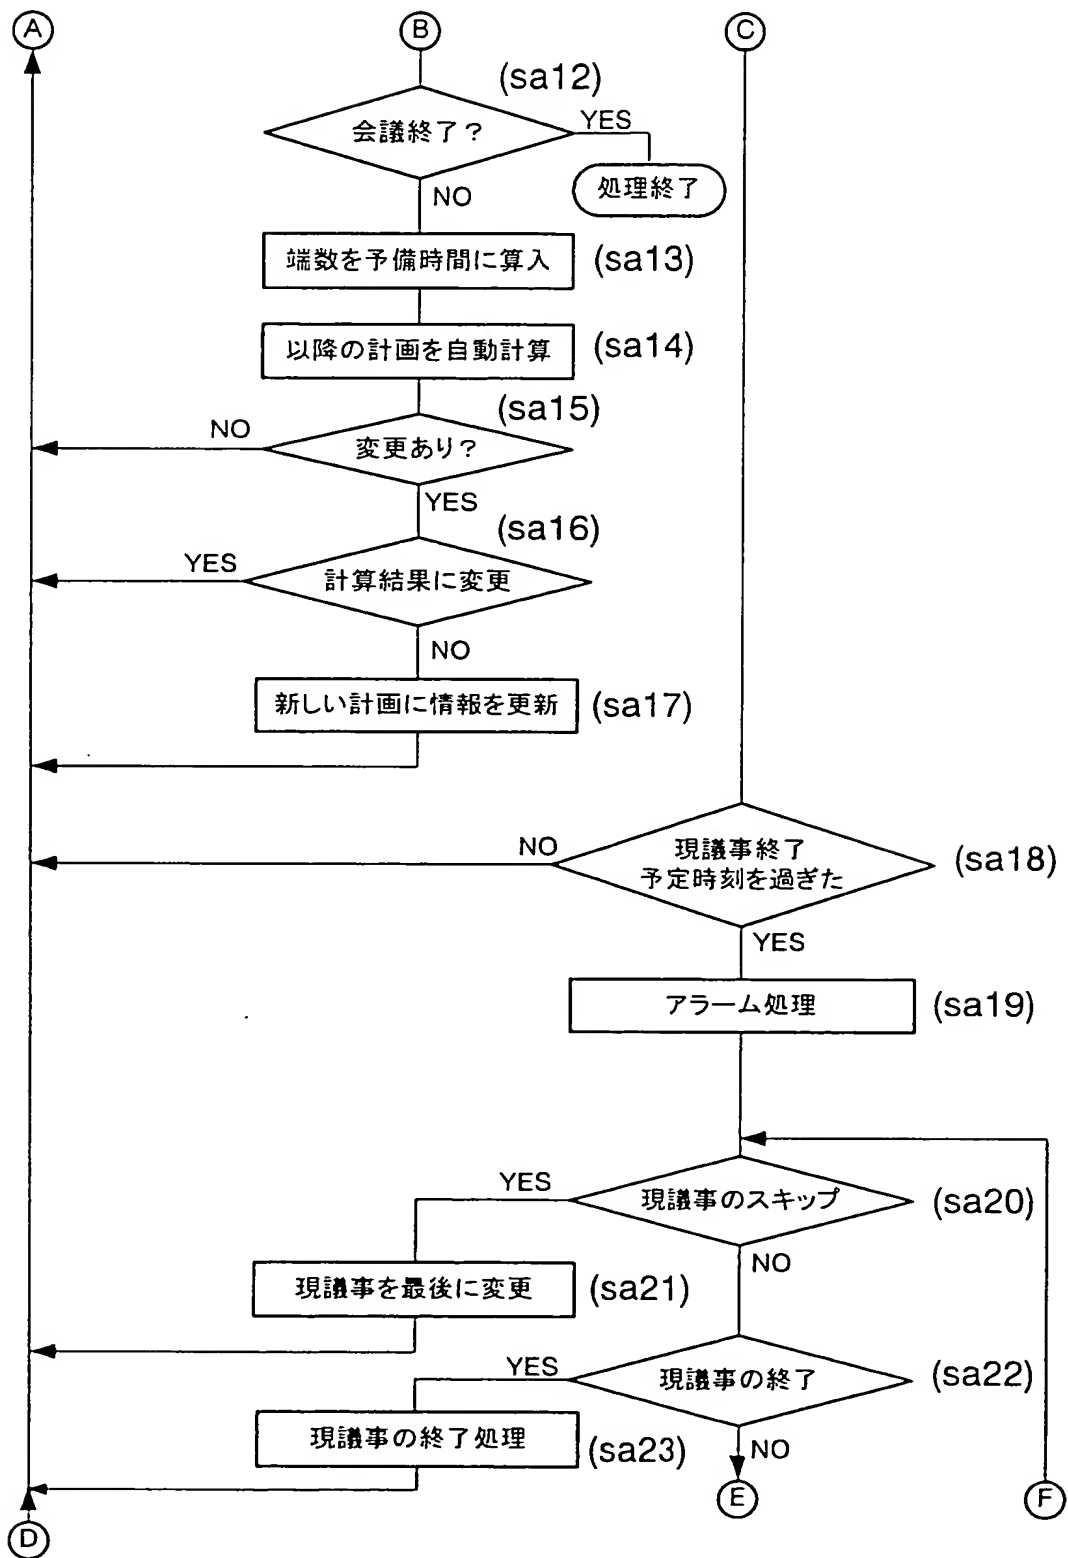 A
B
C
(sa12)
会議終了?
YES
処理終了
NO
端数を予備時間に算入
(sa13)
以降の計画を自動計算
(sa14)
(sa15)
NO
変更あり?
YES
(sa16)
YES
計算結果に変更
NO
新しい計画に情報を更新
(sa17)
NO
現議事終了
予定時刻を過ぎた
(sa18)
YES
アラーム処理
(sa19)
YES
現議事のスキップ
(sa20)
NO
現議事を最後に変更
(sa21)
YES
現議事の終了
(sa22)
現議事の終了処理
(sa23)
NO
E
F
D